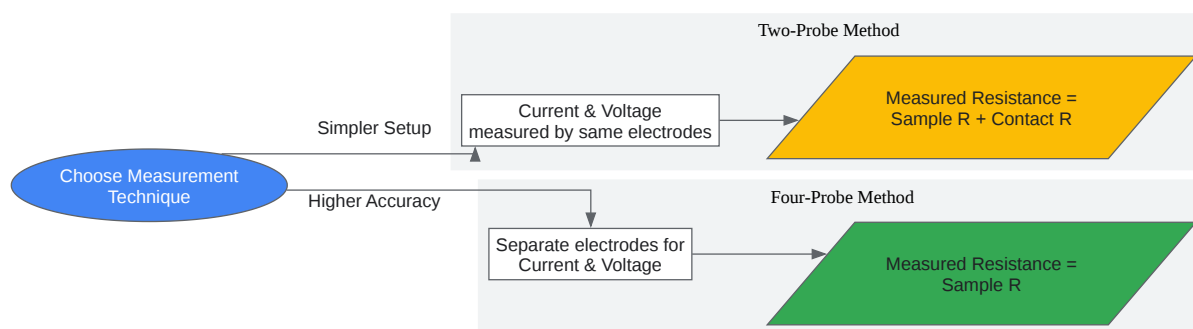 Two-Probe Method
Current & Voltage
measured by same electrodes
Measured Resistance =
Sample R + Contact R
Simpler Setup
Choose Measurement
Technique
Higher Accuracy
Four-Probe Method
Separate electrodes for
Current & Voltage
Measured Resistance =
Sample R